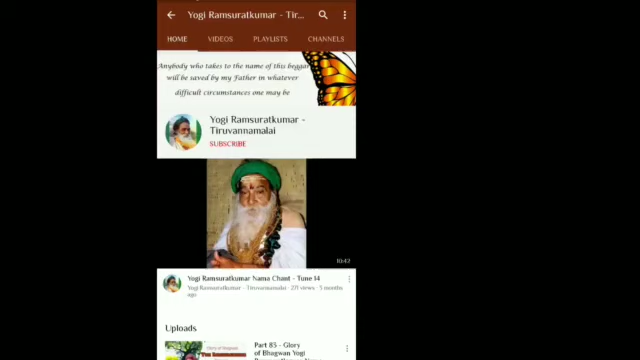 Yogi Ramsuratkumar - Tir...
HOME VIDEOS PLAYLISTS CHANNELS
Anybody who takes to the name of this beggar
will be saved by my Father in whatever
difficult circumstances one may be
Yogi Ramsuratkumar -
Tiruvannamalai
SUBSCRIBE
10:42
Yogi Ramsuratkumar Nama Chant - Tune 14
Yogi Ramsuratkumar - Tiruvannamalai · 271 views · 5 months
ago
Uploads
Part 85 - Glory
of Bhagwan Yogi